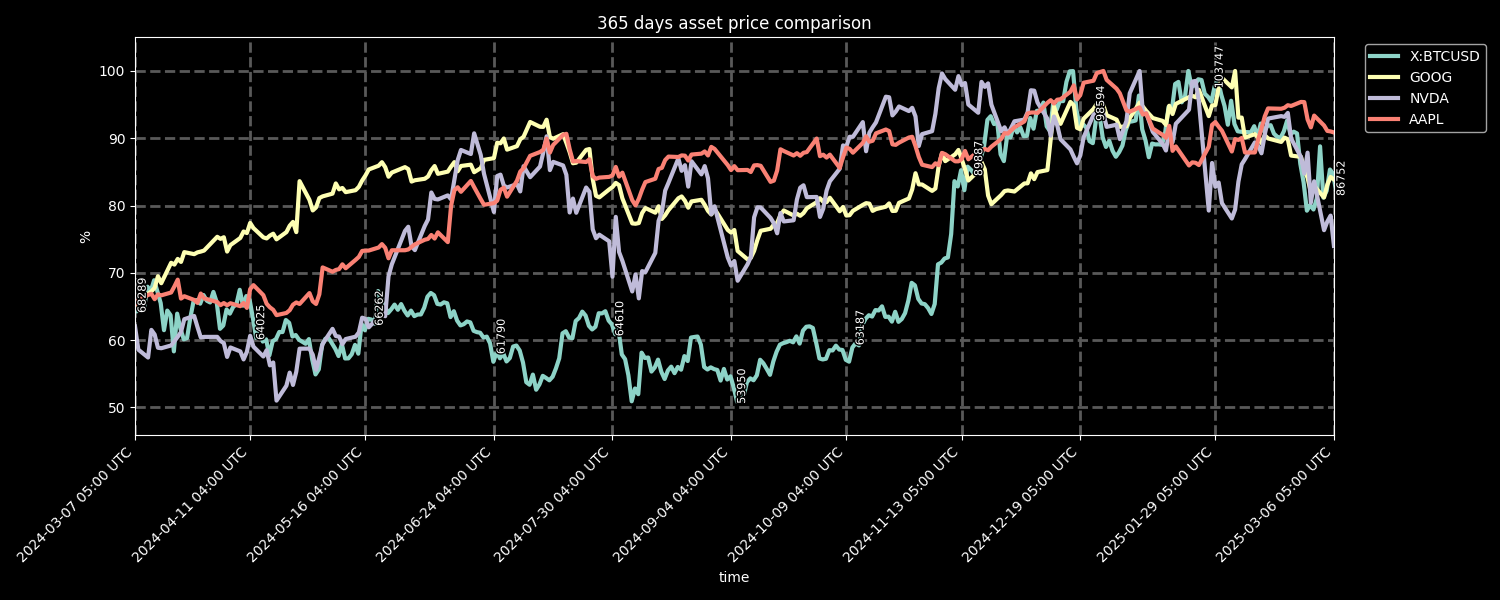 365 days asset price comparison
%
100
90
80
70
60
50
68289
64025
66262
61790
64610
53950
63187
89887
98594
103747
86752
X:BTCUSD
GOOG
NVDA
AAPL
2024-03-07 05:00 UTC
2024-04-11 04:00 UTC
2024-05-16 04:00 UTC
2024-06-24 04:00 UTC
2024-07-30 04:00 UTC
2024-09-04 04:00 UTC
2024-10-09 04:00 UTC
2024-11-13 05:00 UTC
2024-12-19 05:00 UTC
2025-01-29 05:00 UTC
2025-03-06 05:00 UTC
time